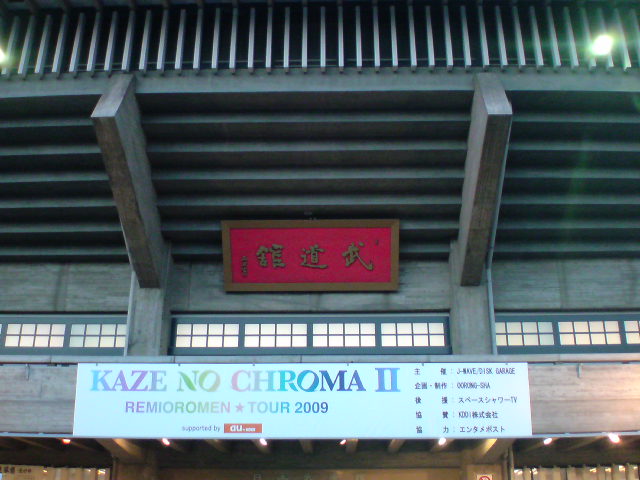 武道館
KAZE NO CHROMA II
REMIOROMEN★TOUR 2009
supported by au by KDDI
主　　催：J-WAVE/DISK GARAGE
企画・制作：OORONG-SHA
後　　援：スペースシャワーTV
協　　賛：KDDI株式会社
協　　力：エンタメポスト